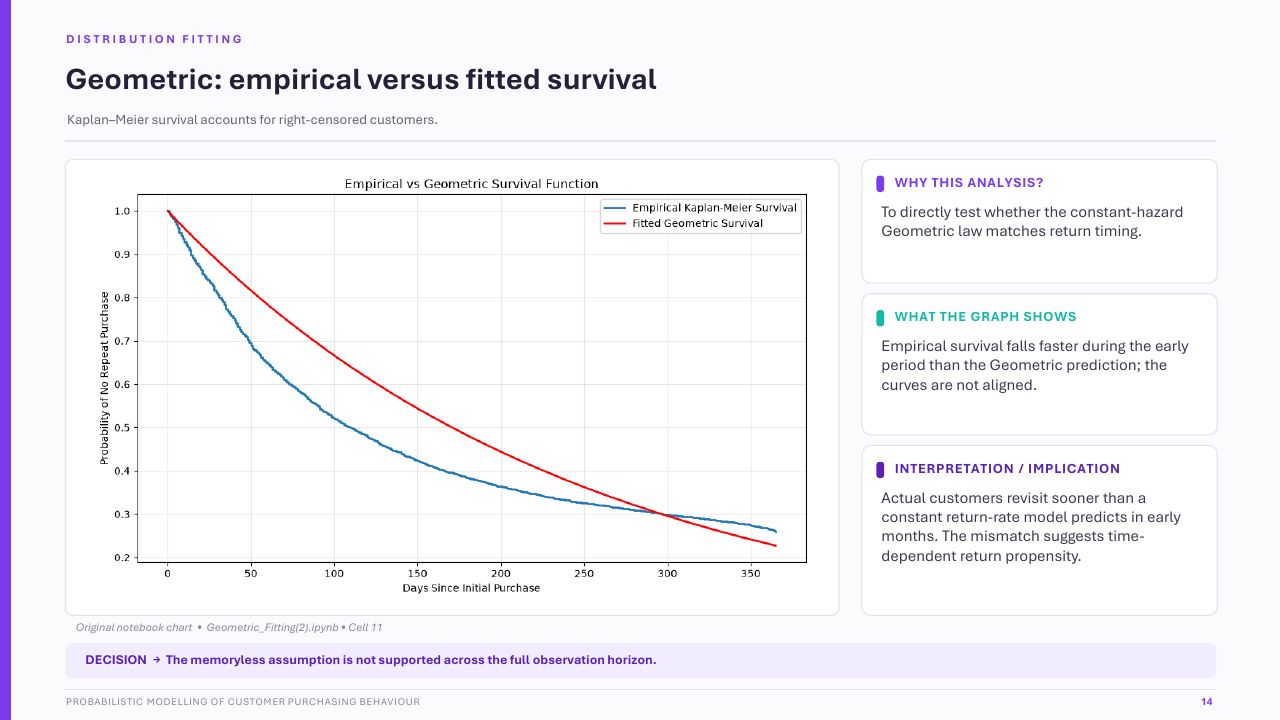 DISTRIBUTION FITTING
Geometric: empirical versus fitted survival
Kaplan–Meier survival accounts for right-censored customers.
Empirical vs Geometric Survival Function
Empirical Kaplan-Meier Survival
Fitted Geometric Survival
Probability of No Repeat Purchase
1.0
0.9
0.8
0.7
0.6
0.5
0.4
0.3
0.2
0 50 100 150 200 250 300 350
Days Since Initial Purchase
Original notebook chart • Geometric_Fitting(2).ipynb • Cell 11
WHY THIS ANALYSIS?
To directly test whether the constant-hazard
Geometric law matches return timing.
WHAT THE GRAPH SHOWS
Empirical survival falls faster during the early
period than the Geometric prediction; the
curves are not aligned.
INTERPRETATION / IMPLICATION
Actual customers revisit sooner than a
constant return-rate model predicts in early
months. The mismatch suggests time-
dependent return propensity.
DECISION → The memoryless assumption is not supported across the full observation horizon.
PROBABILISTIC MODELLING OF CUSTOMER PURCHASING BEHAVIOUR
14